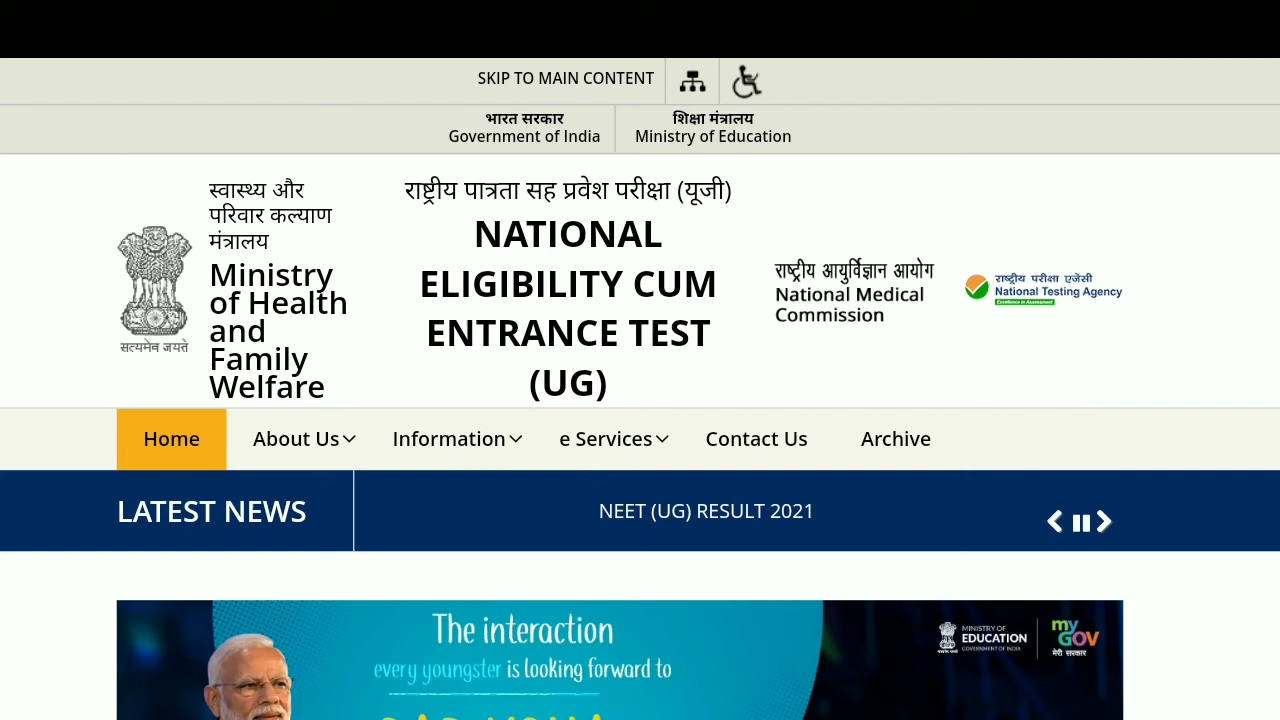 SKIP TO MAIN CONTENT
भारत सरकार
Government of India
शिक्षा मंत्रालय
Ministry of Education
स्वास्थ्य और
परिवार कल्याण
मंत्रालय
Ministry
of Health
and
Family
Welfare
सत्यमेव जयते
राष्ट्रीय पात्रता सह प्रवेश परीक्षा (यूजी)
NATIONAL
ELIGIBILITY CUM
ENTRANCE TEST
(UG)
राष्ट्रीय आयुर्विज्ञान आयोग
National Medical
Commission
राष्ट्रीय परीक्षा एजेंसी
National Testing Agency
Excellence in Assessment
Home
About Us
Information
e Services
Contact Us
Archive
LATEST NEWS
NEET (UG) RESULT 2021
The interaction
every youngster is looking forward to
MINISTRY OF
EDUCATION
GOVERNMENT OF INDIA
my
GOV
मेरी सरकार